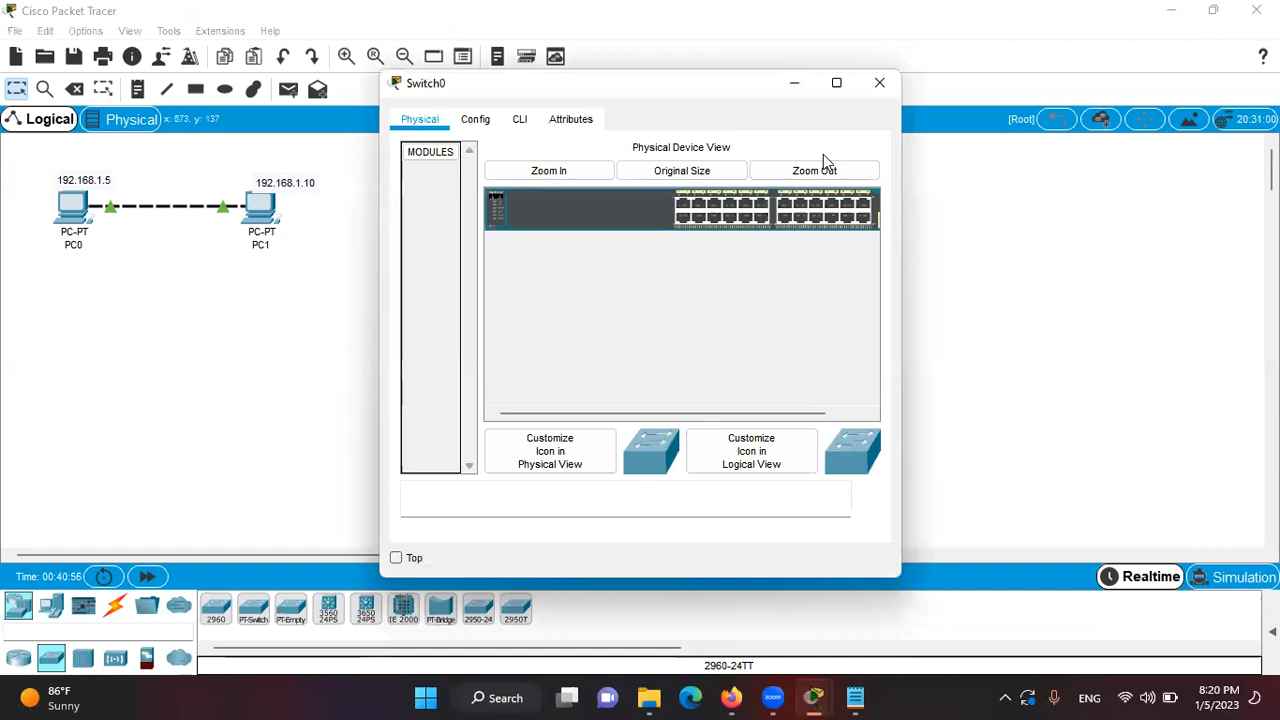 Cisco Packet Tracer
File Edit Options View Tools Extensions Help
Logical
Physical x: 873, y: 137
[Root]
20:31:00
192.168.1.5
192.168.1.10
PC-PT
PC0
PC-PT
PC1
Switch0
Physical Config CLI Attributes
MODULES
Physical Device View
Zoom In
Original Size
Zoom Out
Customize
Icon in
Physical View
Customize
Icon in
Logical View
Top
Time: 00:40:56
Realtime
Simulation
2960
PT-Switch
PT-Empty
3560
24PS
3650
24PS
IE 2000
PT-Bridge
2950-24
2950T
2960-24TT
86°F
Sunny
Search
zoom
ENG
8:20 PM
1/5/2023